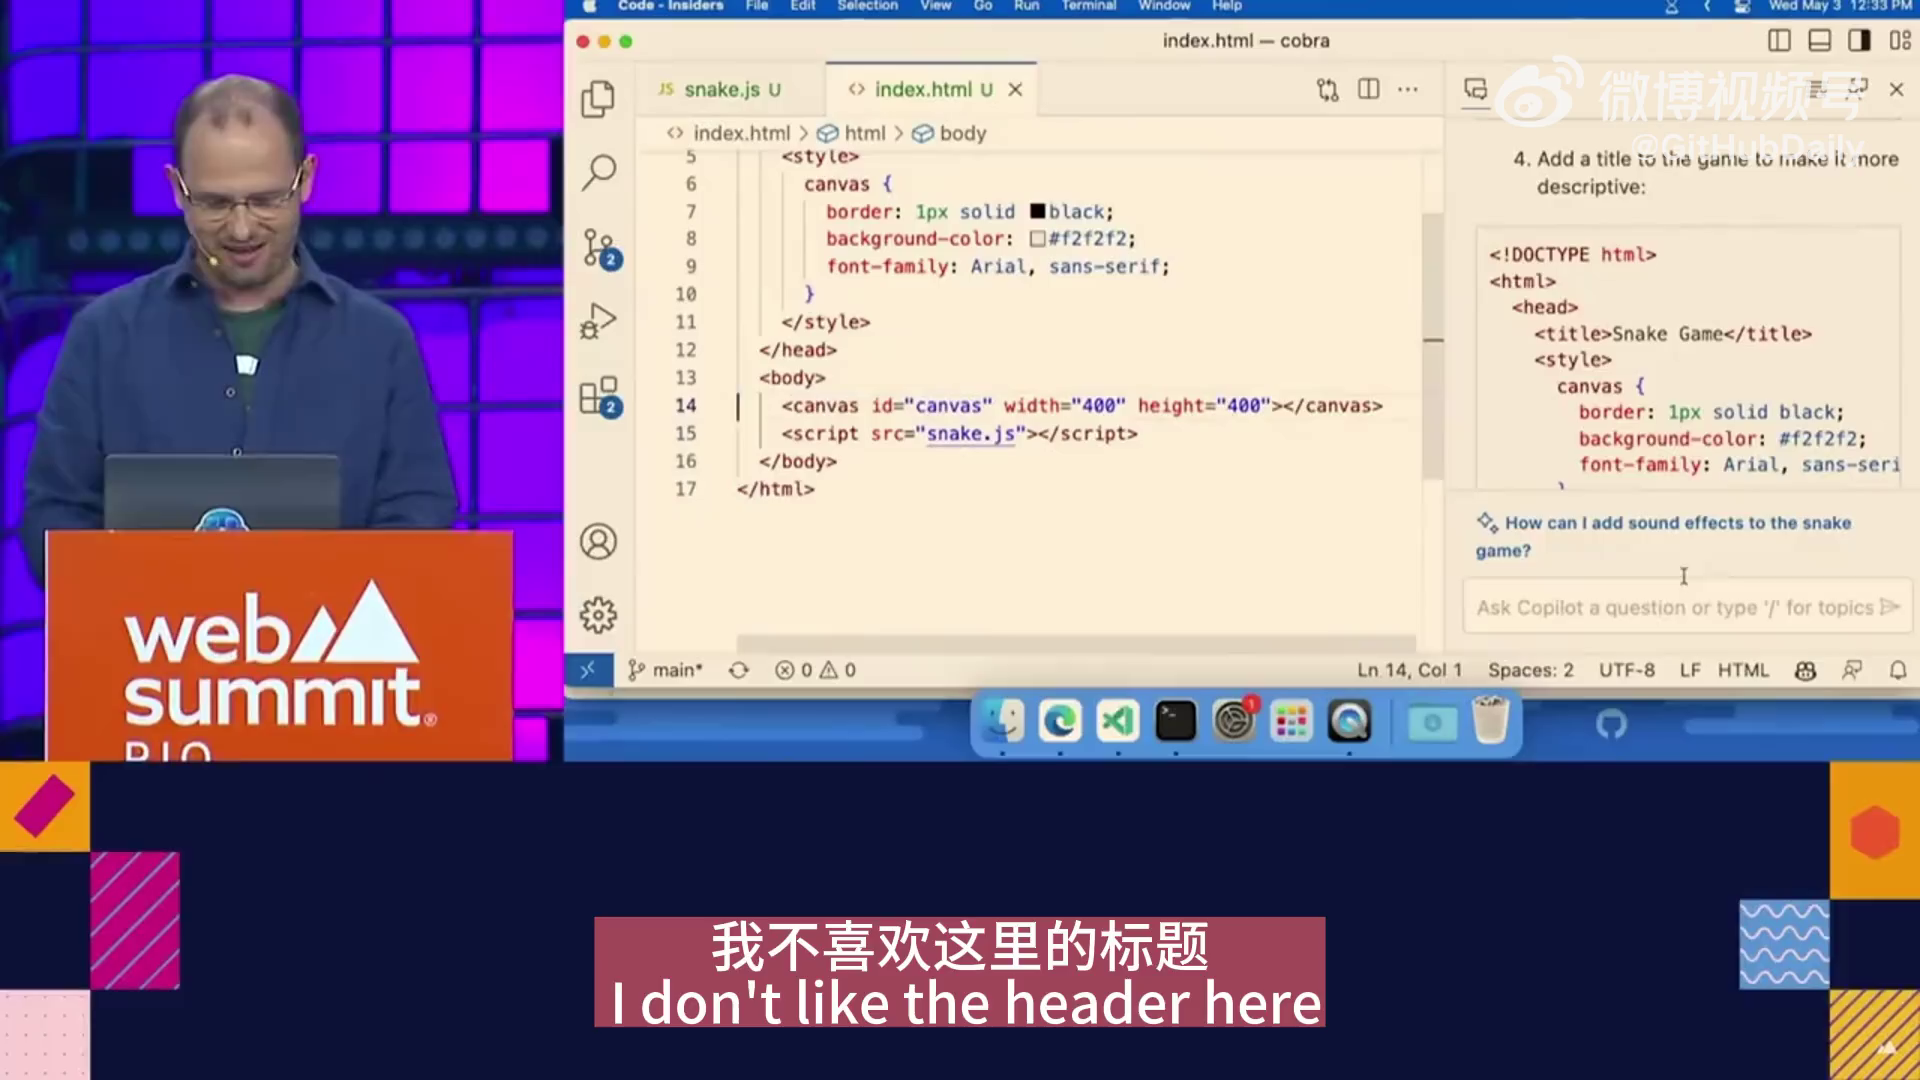 Code - Insiders File Edit Selection View Go Run Terminal Window Help
Wed May 3 12:33 PM
index.html — cobra
JS snake.js U
<> index.html U
微博视频号
@GitHubDaily
<> index.html > html > body
5 <style>
6 canvas {
7 border: 1px solid black;
8 background-color: #f2f2f2;
9 font-family: Arial, sans-serif;
10 }
11 </style>
12 </head>
13 <body>
14 <canvas id="canvas" width="400" height="400"></canvas>
15 <script src="snake.js"></script>
16 </body>
17 </html>
2
2
4. Add a title to the game to make it more
descriptive:
<!DOCTYPE html>
<html>
<head>
<title>Snake Game</title>
<style>
canvas {
border: 1px solid black;
background-color: #f2f2f2;
font-family: Arial, sans-seri
How can I add sound effects to the snake
game?
Ask Copilot a question or type '/' for topics
main* 0 0 Ln 14, Col 1 Spaces: 2 UTF-8 LF HTML
1
web
summit®
RIO
我不喜欢这里的标题
I don't like the header here